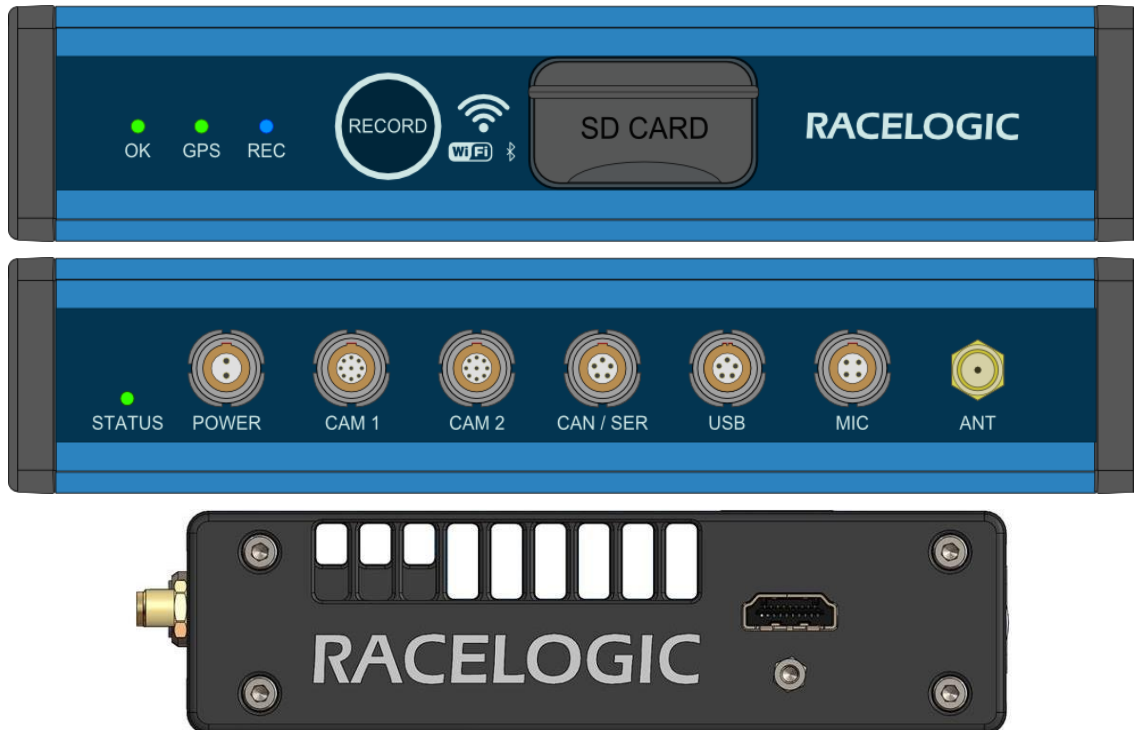 OK GPS REC RECORD WiFi SD CARD RACELOGIC
STATUS POWER CAM 1 CAM 2 CAN / SER USB MIC ANT
RACELOGIC